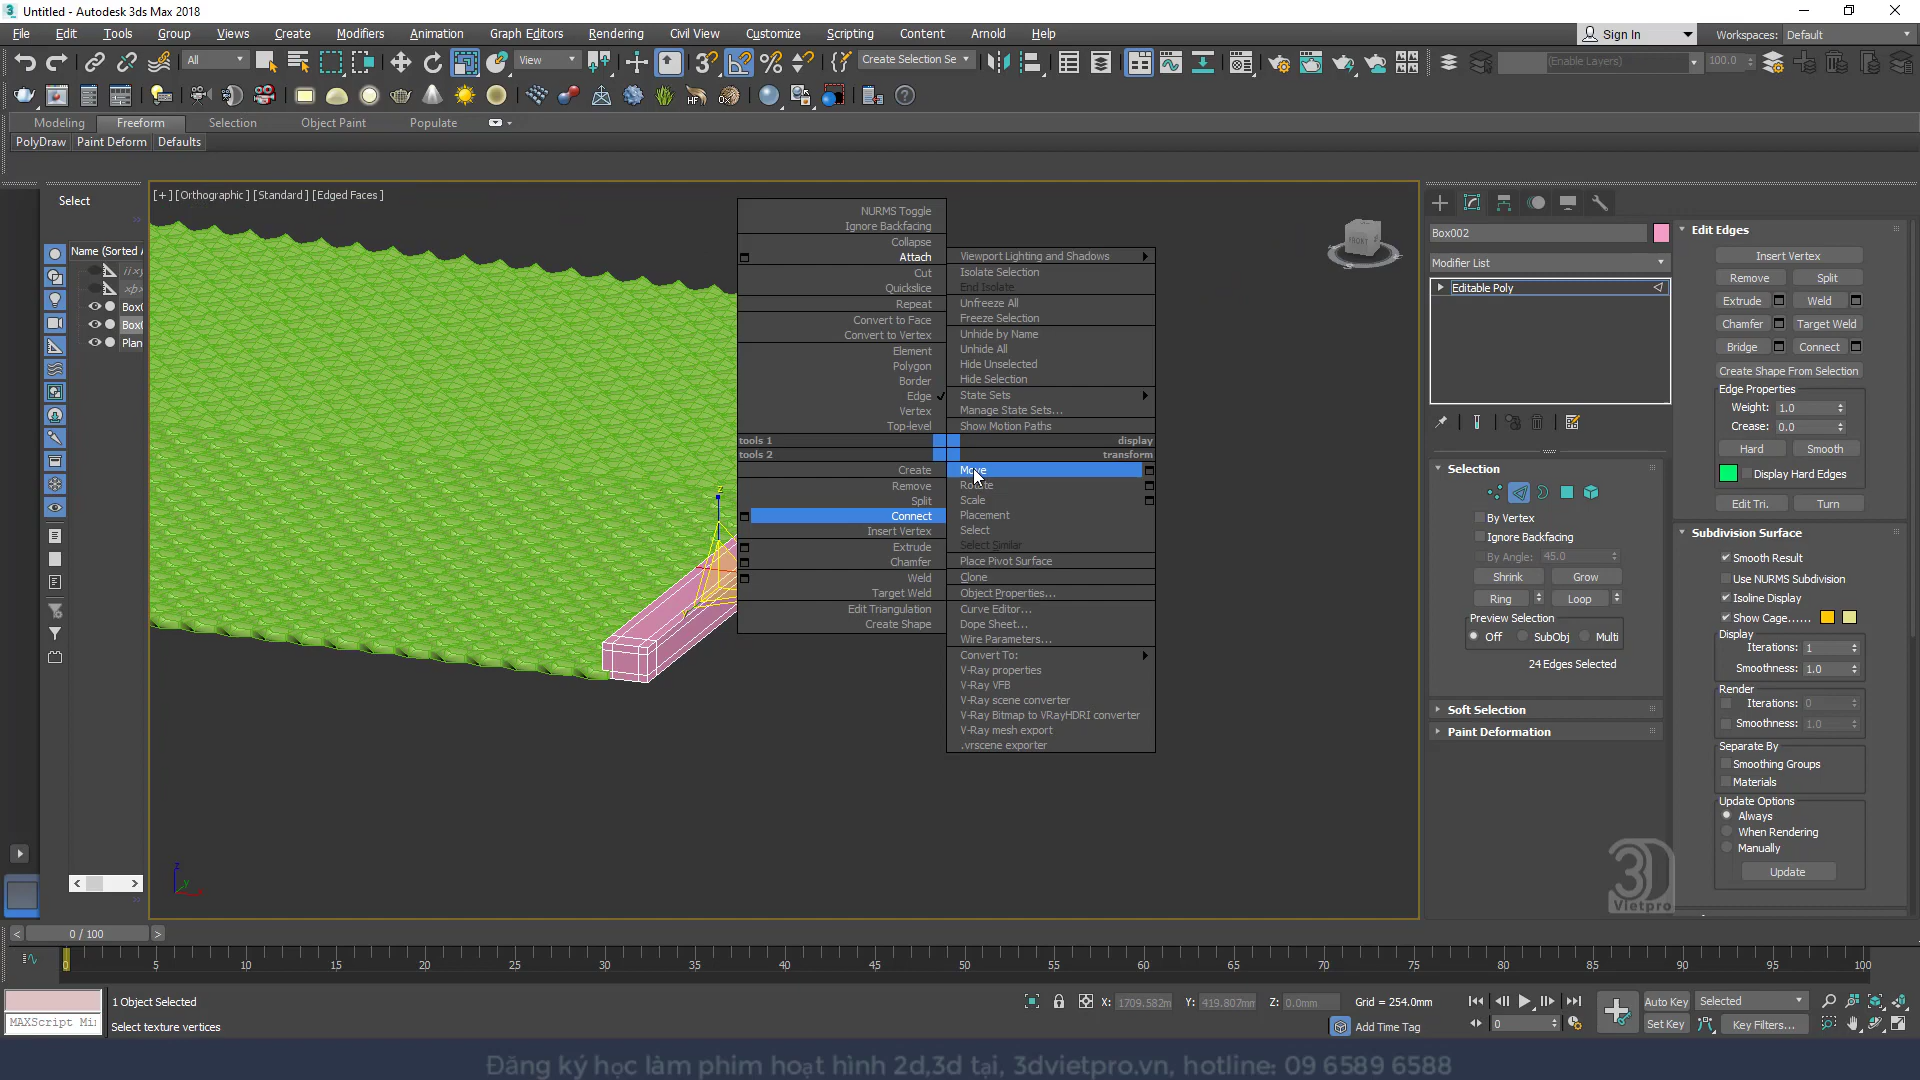 Untitled - Autodesk 3ds Max 2018
File Edit Tools Group Views Create Modifiers Animation Graph Editors Rendering Civil View Customize Scripting Content Arnold Help
Sign In Workspaces: Default
All View Create Selection Se (Enable Layers) 100.0
Modeling Freeform Selection Object Paint Populate
PolyDraw Paint Deform Defaults
[+] [Orthographic] [Standard] [Edged Faces]
Select
Name (Sorted A
Box(
Box(
Plan
NURMS Toggle
Ignore Backfacing
Collapse
Attach
Cut
Quickslice
Repeat
Convert to Face
Convert to Vertex
Element
Polygon
Border
Edge
Vertex
Top-level
tools 1
tools 2
Create
Remove
Split
Connect
Insert Vertex
Extrude
Chamfer
Weld
Target Weld
Edit Triangulation
Create Shape
Viewport Lighting and Shadows
Isolate Selection
End Isolate
Unfreeze All
Freeze Selection
Unhide by Name
Unhide All
Hide Unselected
Hide Selection
State Sets
Manage State Sets...
Show Motion Paths
display
transform
Move
Rotate
Scale
Placement
Select
Select Similar
Place Pivot Surface
Clone
Object Properties...
Curve Editor...
Dope Sheet...
Wire Parameters...
Convert To:
V-Ray properties
V-Ray VFB
V-Ray scene converter
V-Ray Bitmap to VRayHDRI converter
V-Ray mesh export
.vrscene exporter
FRONT
Box002
Modifier List
Editable Poly
Selection
By Vertex
Ignore Backfacing
By Angle: 45.0
Shrink Grow
Ring Loop
Preview Selection
Off SubObj Multi
24 Edges Selected
Soft Selection
Paint Deformation
Edit Edges
Insert Vertex
Remove Split
Extrude Weld
Chamfer Target Weld
Bridge Connect
Create Shape From Selection
Edge Properties
Weight: 1.0
Crease: 0.0
Hard Smooth
Display Hard Edges
Edit Tri. Turn
Subdivision Surface
Smooth Result
Use NURMS Subdivision
Isoline Display
Show Cage......
Display
Iterations: 1
Smoothness: 1.0
Render
Iterations: 0
Smoothness: 1.0
Separate By
Smoothing Groups
Materials
Update Options
Always
When Rendering
Manually
Update
3D
Vietpro
0 / 100
0 5 10 15 20 25 30 35 40 45 50 55 60 65 70 75 80 85 90 95 100
1 Object Selected
X: 1709.582m Y: 419.807mm Z: 0.0mm Grid = 254.0mm
Auto Key Selected
MAXScript Mi
Select texture vertices
Add Time Tag
0
Set Key Key Filters...
Đăng ký học làm phim hoạt hình 2d,3d tại, 3dvietpro.vn, hotline: 09 6589 6588